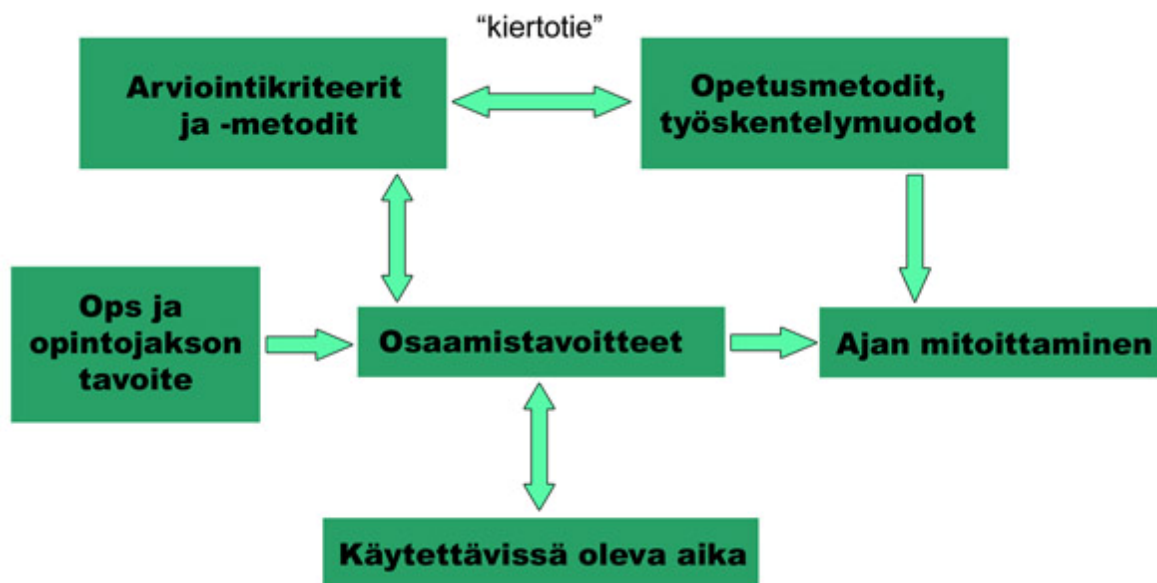 “kiertotie”
Arviointikriteerit
ja -metodit
Opetusmetodit,
työskentelymuodot
Ops ja
opintojakson
tavoite
Osaamistavoitteet
Ajan mitoittaminen
Käytettävissä oleva aika